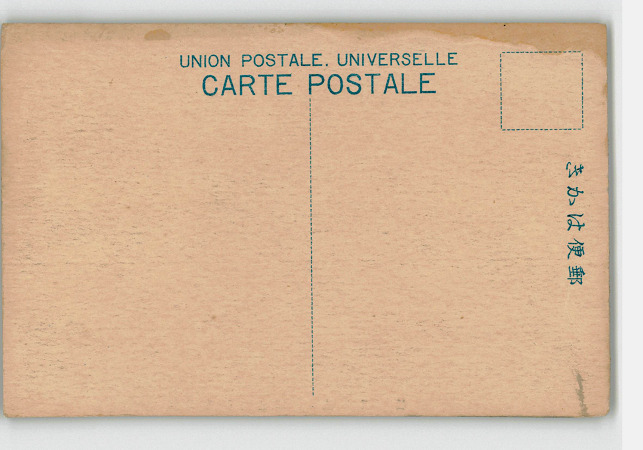 UNION POSTALE. UNIVERSELLE
CARTE POSTALE
郵便はかき